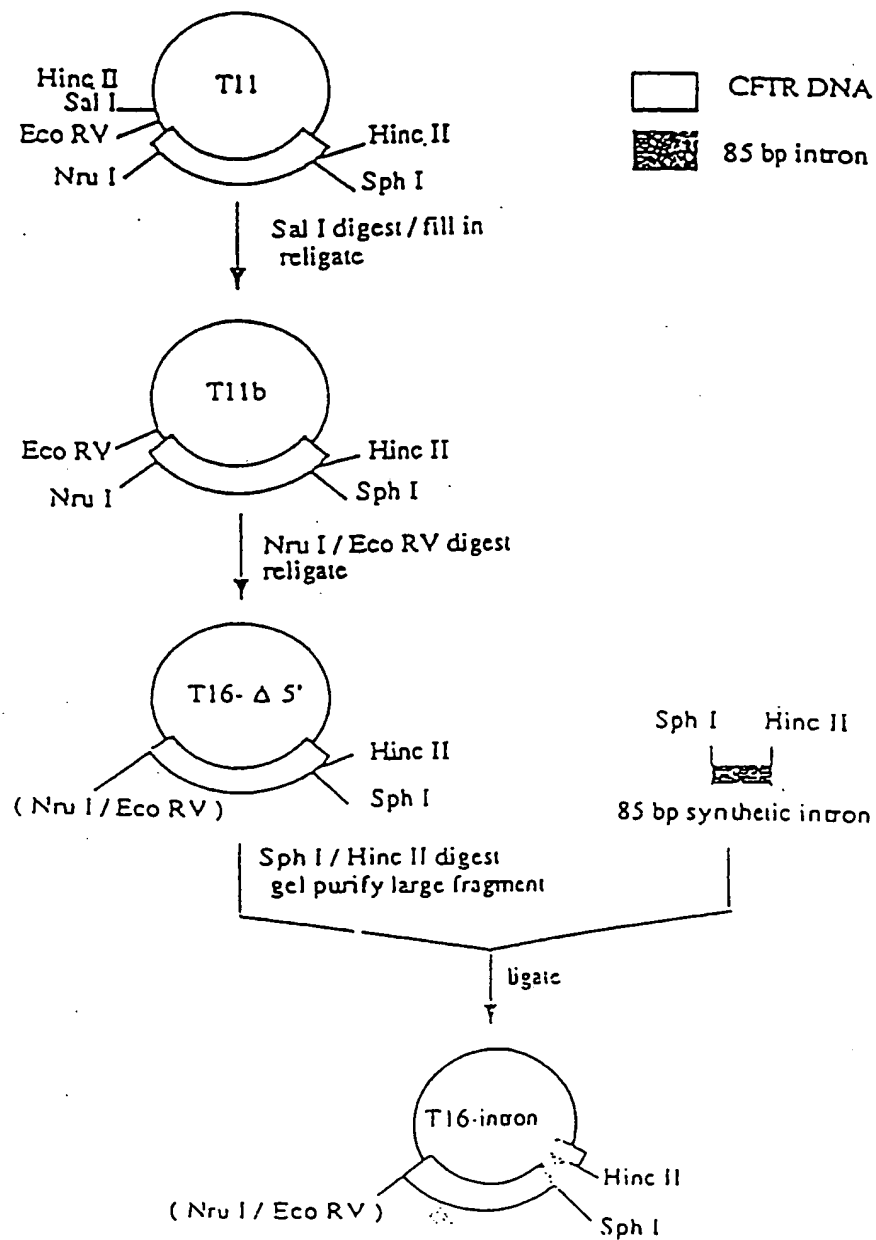 T11
Hinc II
Sal I
Eco RV
Nru I
Hinc II
Sph I
CFTR DNA
85 bp intron
Sal I digest / fill in
religate
T11b
Eco RV
Nru I
Hinc II
Sph I
Nru I / Eco RV digest
religate
T16- Δ 5'
Hinc II
Sph I
( Nru I / Eco RV )
Sph I Hinc II
85 bp synthetic intron
Sph I / Hinc II digest
gel purify large fragment
ligate
T16-intron
Hinc II
( Nru I / Eco RV )
Sph I